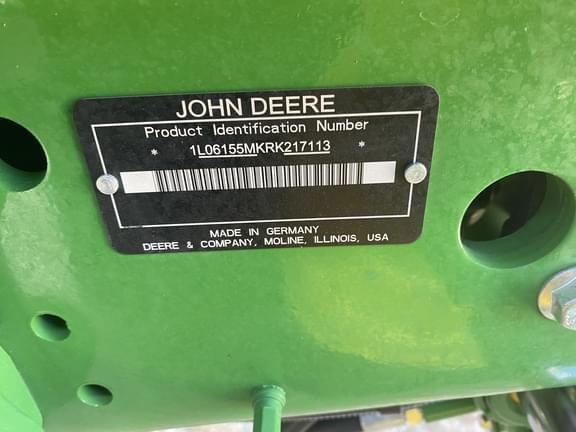 JOHN DEERE
Product Identification Number
* 1L06155MKRK217113 *
MADE IN GERMANY
DEERE & COMPANY, MOLINE, ILLINOIS, USA